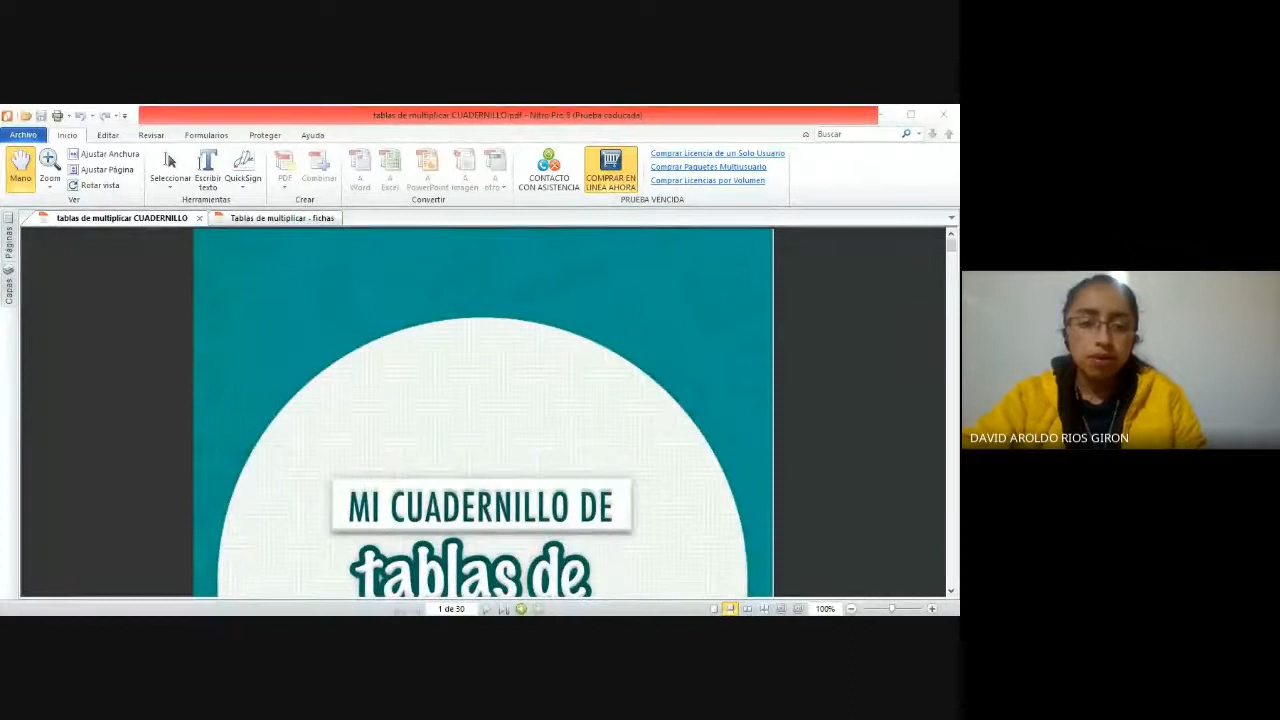 tablas de multiplicar CUADERNILLO.pdf - Nitro Pro 9 (Prueba caducada)
Archivo Inicio Editar Revisar Formularios Proteger Ayuda Buscar
Mano
Zoom
Ajustar Anchura
Ajustar Página
Rotar vista
Ver
Seleccionar
Escribir texto
QuickSign
Herramientas
PDF
Combinar
Crear
A Word
A Excel
A PowerPoint
A Imagen
A otro
Convertir
CONTACTO CON ASISTENCIA
COMPRAR EN LINEA AHORA
Comprar Licencia de un Solo Usuario
Comprar Paquetes Multiusuario
Comprar Licencias por Volumen
PRUEBA VENCIDA
tablas de multiplicar CUADERNILLO
Tablas de multiplicar - fichas
Páginas
Capas
MI CUADERNILLO DE
tablas de
1 de 30
100%
DAVID AROLDO RIOS GIRON